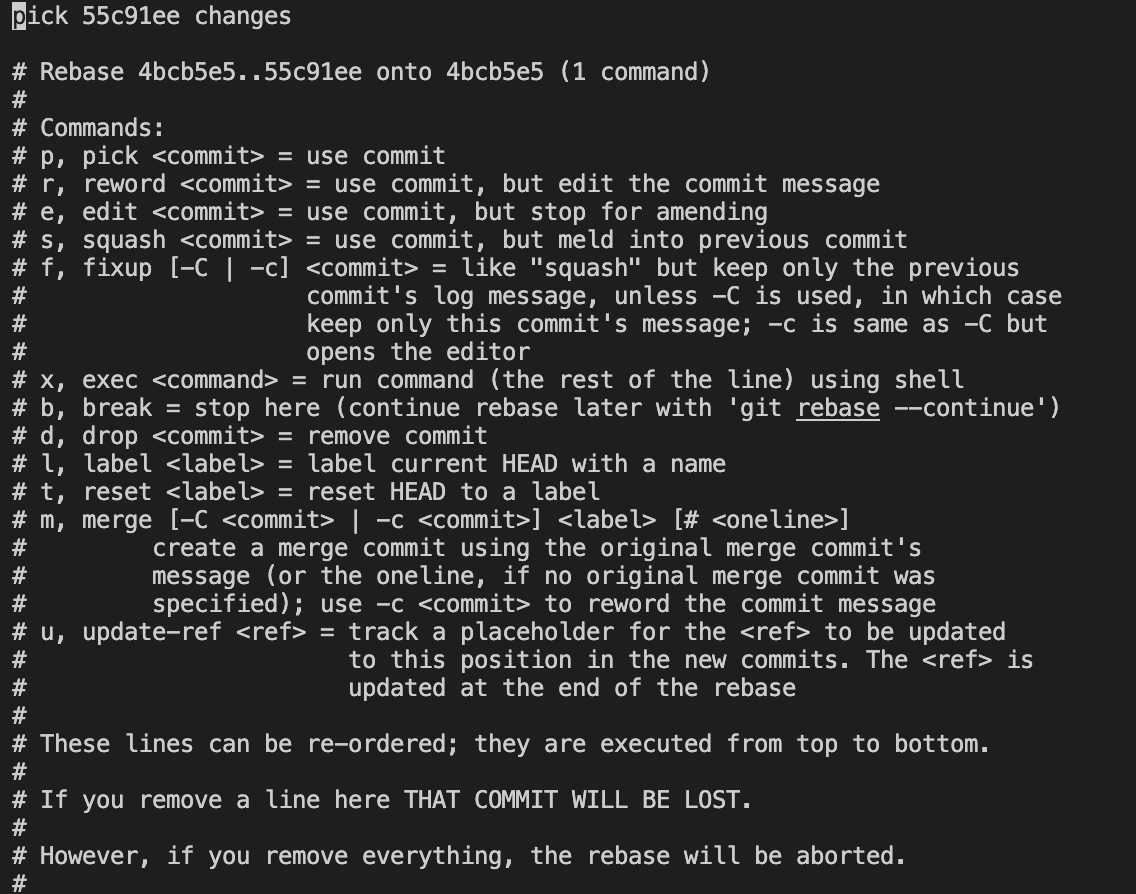 pick 55c91ee changes

# Rebase 4bcb5e5..55c91ee onto 4bcb5e5 (1 command)
#
# Commands:
# p, pick <commit> = use commit
# r, reword <commit> = use commit, but edit the commit message
# e, edit <commit> = use commit, but stop for amending
# s, squash <commit> = use commit, but meld into previous commit
# f, fixup [-C | -c] <commit> = like "squash" but keep only the previous
#                    commit's log message, unless -C is used, in which case
#                    keep only this commit's message; -c is same as -C but
#                    opens the editor
# x, exec <command> = run command (the rest of the line) using shell
# b, break = stop here (continue rebase later with 'git rebase --continue')
# d, drop <commit> = remove commit
# l, label <label> = label current HEAD with a name
# t, reset <label> = reset HEAD to a label
# m, merge [-C <commit> | -c <commit>] <label> [# <oneline>]
#         create a merge commit using the original merge commit's
#         message (or the oneline, if no original merge commit was
#         specified); use -c <commit> to reword the commit message
# u, update-ref <ref> = track a placeholder for the <ref> to be updated
#                       to this position in the new commits. The <ref> is
#                       updated at the end of the rebase
#
# These lines can be re-ordered; they are executed from top to bottom.
#
# If you remove a line here THAT COMMIT WILL BE LOST.
#
# However, if you remove everything, the rebase will be aborted.
#